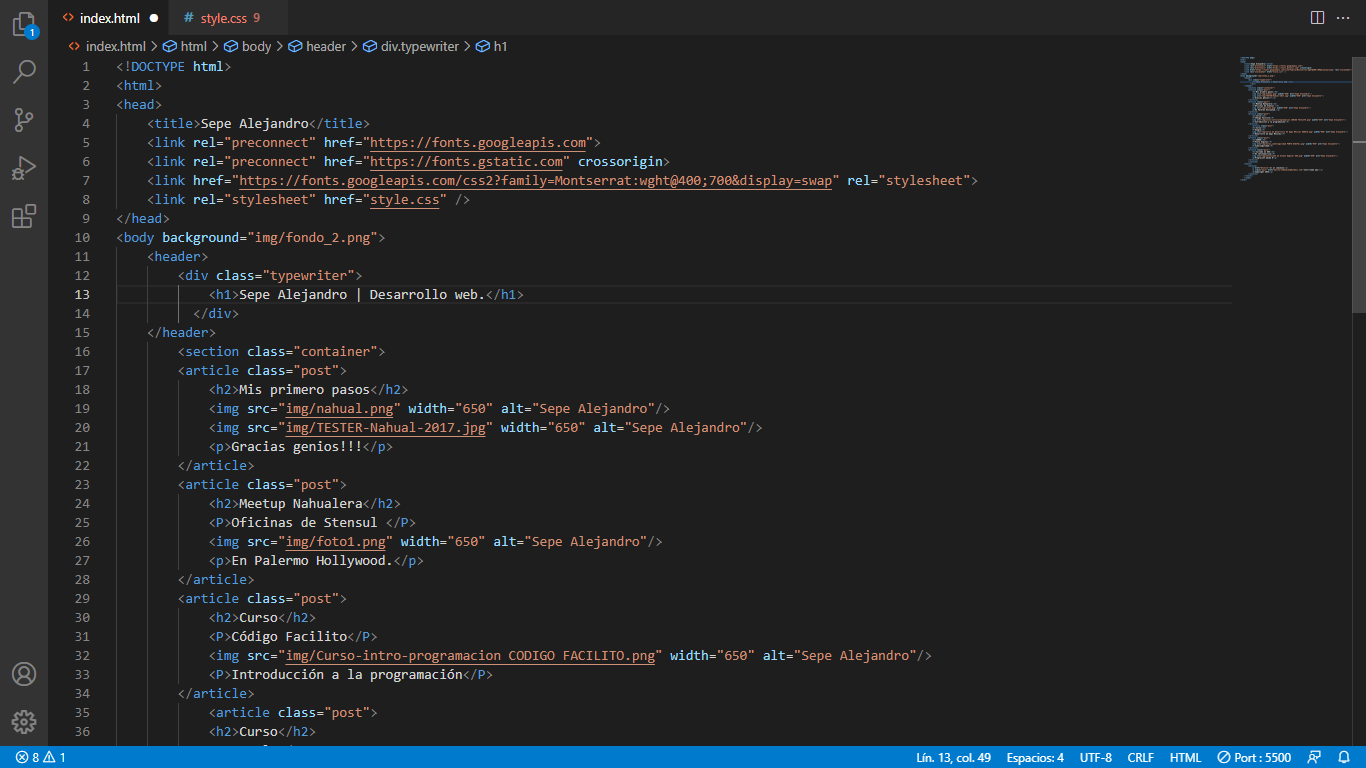 index.html
style.css 9
1
index.html > html > body > header > div.typewriter > h1
1 <!DOCTYPE html>
2 <html>
3 <head>
4 <title>Sepe Alejandro</title>
5 <link rel="preconnect" href="https://fonts.googleapis.com">
6 <link rel="preconnect" href="https://fonts.gstatic.com" crossorigin>
7 <link href="https://fonts.googleapis.com/css2?family=Montserrat:wght@400;700&display=swap" rel="stylesheet">
8 <link rel="stylesheet" href="style.css" />
9 </head>
10 <body background="img/fondo_2.png">
11 <header>
12 <div class="typewriter">
13 <h1>Sepe Alejandro | Desarrollo web.</h1>
14 </div>
15 </header>
16 <section class="container">
17 <article class="post">
18 <h2>Mis primero pasos</h2>
19 <img src="img/nahual.png" width="650" alt="Sepe Alejandro"/>
20 <img src="img/TESTER-Nahual-2017.jpg" width="650" alt="Sepe Alejandro"/>
21 <p>Gracias genios!!!</p>
22 </article>
23 <article class="post">
24 <h2>Meetup Nahualera</h2>
25 <P>Oficinas de Stensul </P>
26 <img src="img/foto1.png" width="650" alt="Sepe Alejandro"/>
27 <p>En Palermo Hollywood.</p>
28 </article>
29 <article class="post">
30 <h2>Curso</h2>
31 <P>Código Facilito</P>
32 <img src="img/Curso-intro-programacion CODIGO FACILITO.png" width="650" alt="Sepe Alejandro"/>
33 <P>Introducción a la programación</P>
34 </article>
35 <article class="post">
36 <h2>Curso</h2>
8 1 Lín. 13, col. 49 Espacios: 4 UTF-8 CRLF HTML Port : 5500